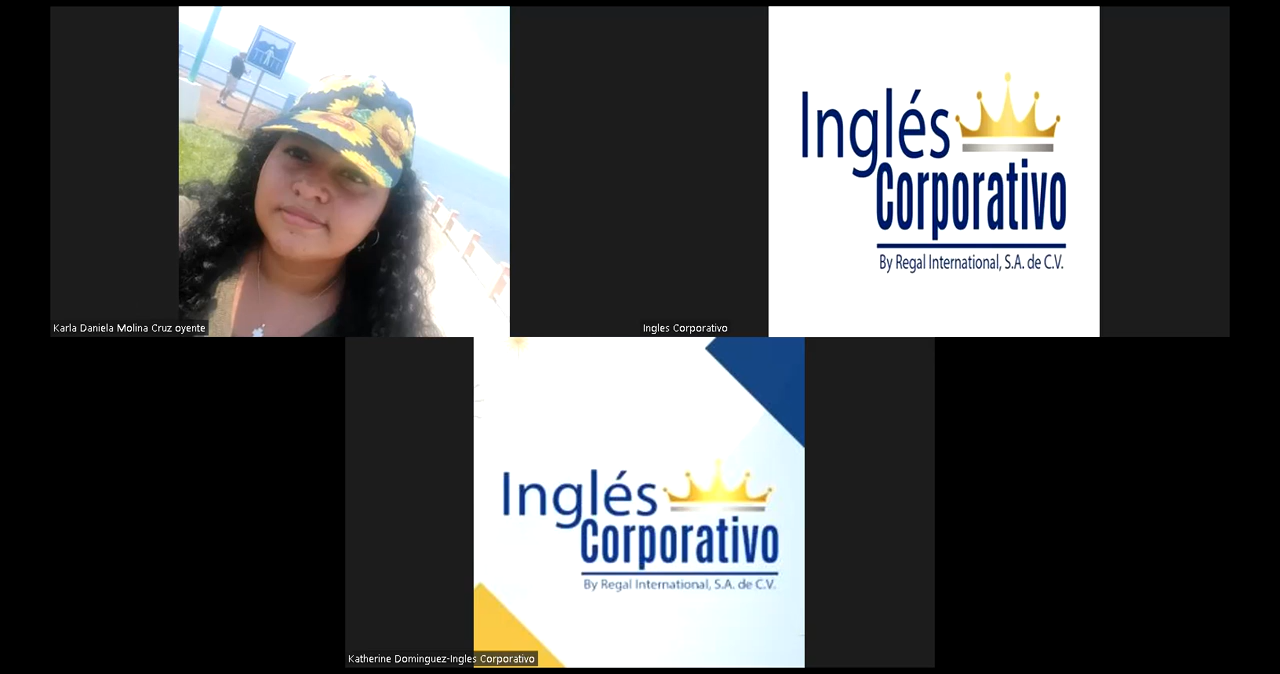 Inglés
Corporativo
By Regal International, S.A. de C.V.
Karla Daniela Molina Cruz oyente
Ingles Corporativo
Inglés
Corporativo
By Regal International, S.A. de C.V.
Katherine Dominguez-Ingles Corporativo